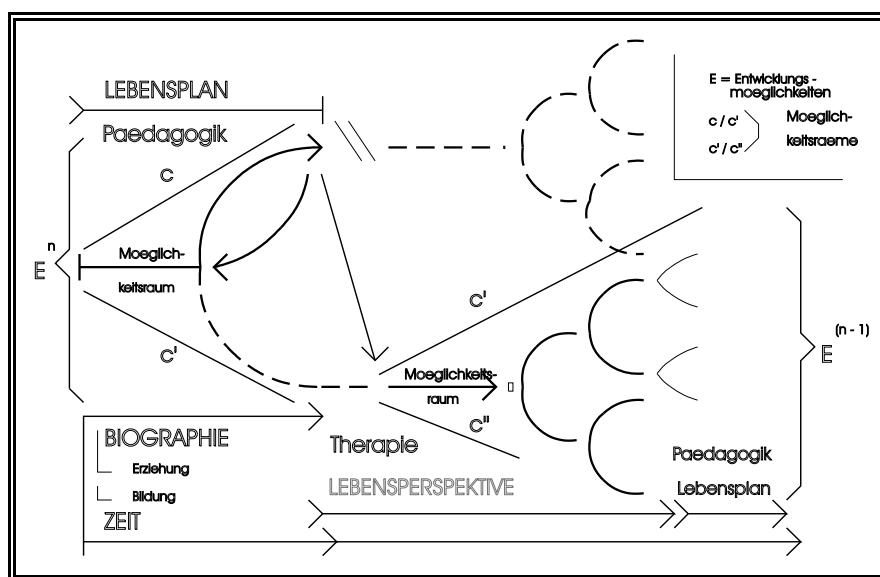 LEBENSPLAN
Paedagogik
E = Entwicklungs -
moeglichkeiten
c / c'
Moeglich-
c' / c"
keitsraeme
C
n
E
Moeglich-
keitsraum
C'
C'
(n - 1)
E
Moeglichkeits-
raum
C"
BIOGRAPHIE
Erziehung
Bildung
ZEIT
Therapie
LEBENSPERSPEKTIVE
Paedagogik
Lebensplan